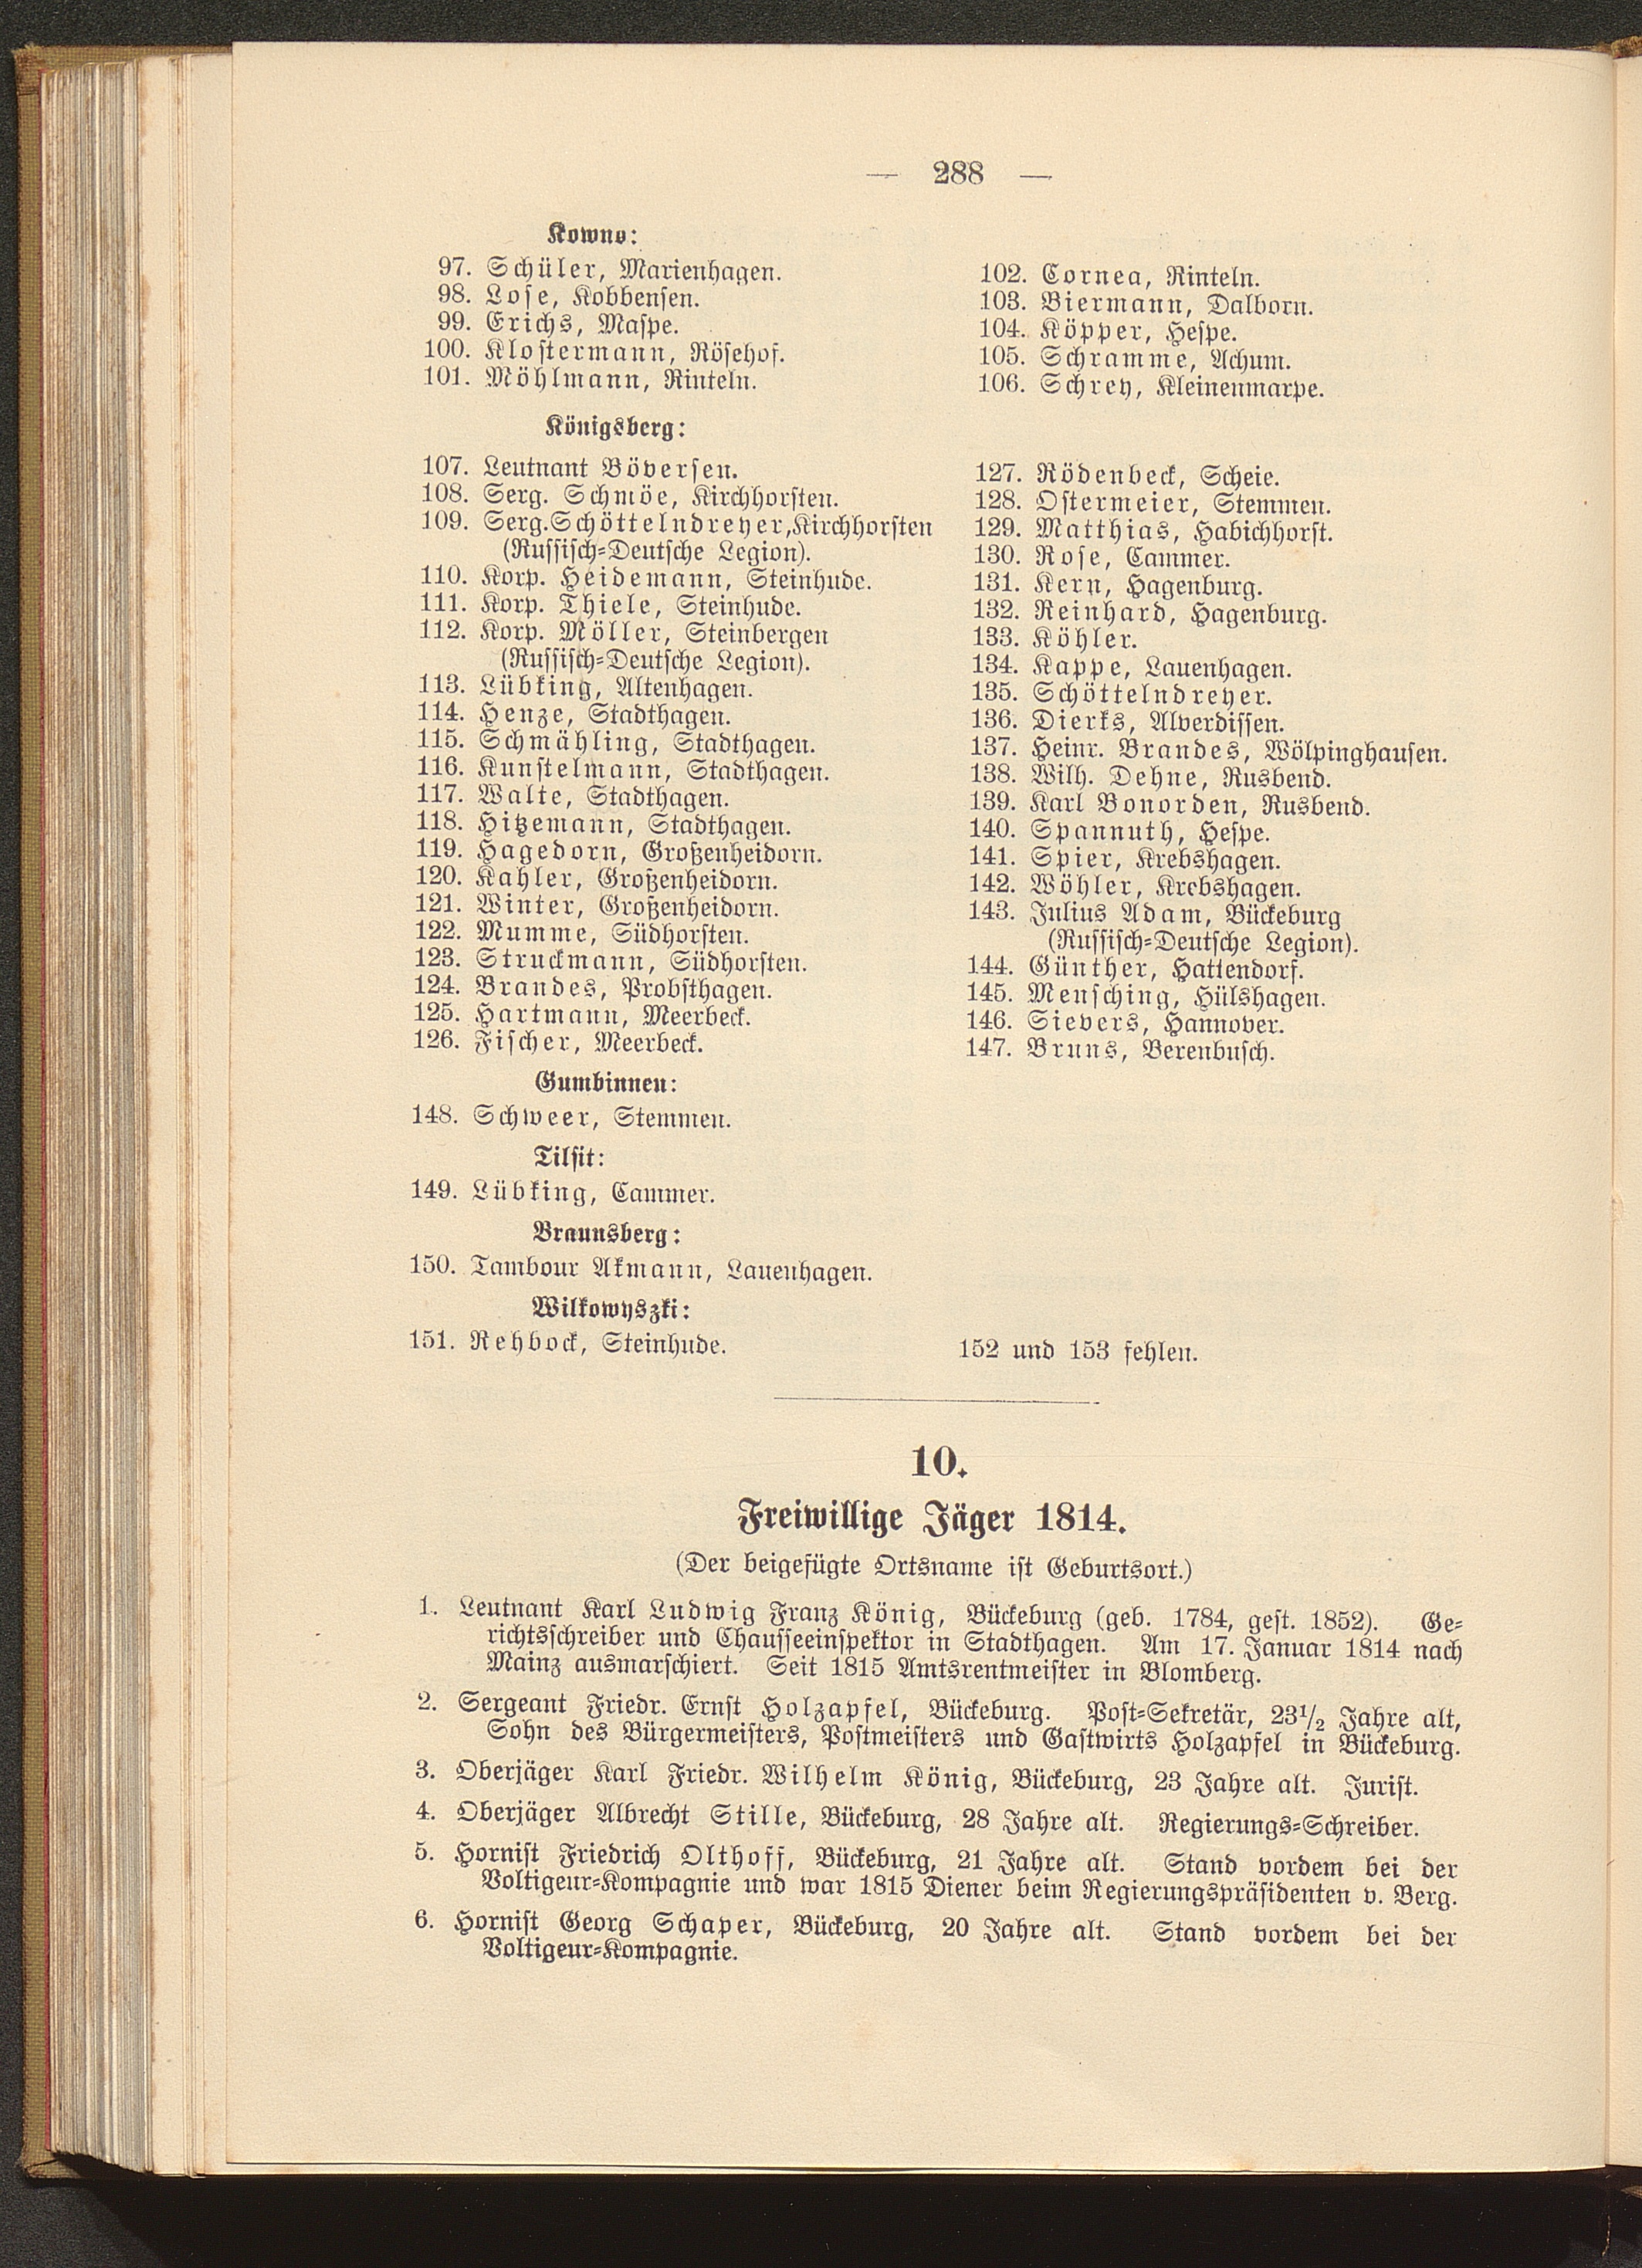 — 288 —
Kowno:
97. Schüler, Marienhagen.
98. Lose, Kobbensen.
99. Erichs, Maspe.
100. Klostermann, Rösehof.
101. Möhlmann, Rinteln.
102. Cornea, Rinteln.
103. Biermann, Dalborn.
104. Köpper, Hespe.
105. Schramme, Achum.
106. Schrey, Kleinenmarpe.
Königsberg:
107. Leutnant Böversen.
108. Serg. Schmöe, Kirchhorsten.
109. Serg.Schöttelndreyer,Kirchhorsten
(Russisch-Deutsche Legion).
110. Korp. Heidemann, Steinhude.
111. Korp. Thiele, Steinhude.
112. Korp. Möller, Steinbergen
(Russisch-Deutsche Legion).
113. Lübking, Altenhagen.
114. Henze, Stadthagen.
115. Schmähling, Stadthagen.
116. Kunstelmann, Stadthagen.
117. Walte, Stadthagen.
118. Hitzemann, Stadthagen.
119. Hagedorn, Großenheidorn.
120. Kahler, Großenheidorn.
121. Winter, Großenheidorn.
122. Mumme, Südhorsten.
123. Struckmann, Südhorsten.
124. Brandes, Probsthagen.
125. Hartmann, Meerbeck.
126. Fischer, Meerbeck.
127. Rödenbeck, Scheie.
128. Ostermeier, Stemmen.
129. Matthias, Habichhorst.
130. Rose, Cammer.
131. Kern, Hagenburg.
132. Reinhard, Hagenburg.
133. Köhler.
134. Kappe, Lauenhagen.
135. Schöttelndreyer.
136. Dierks, Alverdissen.
137. Heinr. Brandes, Wölpinghausen.
138. Wilh. Dehne, Rusbend.
139. Karl Bonorden, Rusbend.
140. Spannuth, Hespe.
141. Spier, Krebshagen.
142. Wöhler, Krebshagen.
143. Julius Adam, Bückeburg
(Russisch-Deutsche Legion).
144. Günther, Hattendorf.
145. Mensching, Hülshagen.
146. Sievers, Hannover.
147. Bruns, Berenbusch.
Gumbinnen:
148. Schweer, Stemmen.
Tilsit:
149. Lübking, Cammer.
Braunsberg:
150. Tambour Akmann, Lauenhagen.
Wilkowyszki:
151. Rehbock, Steinhude.
152 und 153 fehlen.
10.
Freiwillige Jäger 1814.
(Der beigefügte Ortsname ist Geburtsort.)
1. Leutnant Karl Ludwig Franz König, Bückeburg (geb. 1784, gest. 1852). Ge-
richtsschreiber und Chausseeinspektor in Stadthagen. Am 17. Januar 1814 nach
Mainz ausmarschiert. Seit 1815 Amtsrentmeister in Blomberg.
2. Sergeant Friedr. Ernst Holzapfel, Bückeburg. Post-Sekretär, 23½ Jahre alt,
Sohn des Bürgermeisters, Postmeisters und Gastwirts Holzapfel in Bückeburg.
3. Oberjäger Karl Friedr. Wilhelm König, Bückeburg, 23 Jahre alt. Jurist.
4. Oberjäger Albrecht Stille, Bückeburg, 28 Jahre alt. Regierungs-Schreiber.
5. Hornist Friedrich Olthoff, Bückeburg, 21 Jahre alt. Stand vordem bei der
Voltigeur-Kompagnie und war 1815 Diener beim Regierungspräsidenten v. Berg.
6. Hornist Georg Schaper, Bückeburg, 20 Jahre alt. Stand vordem bei der
Voltigeur-Kompagnie.